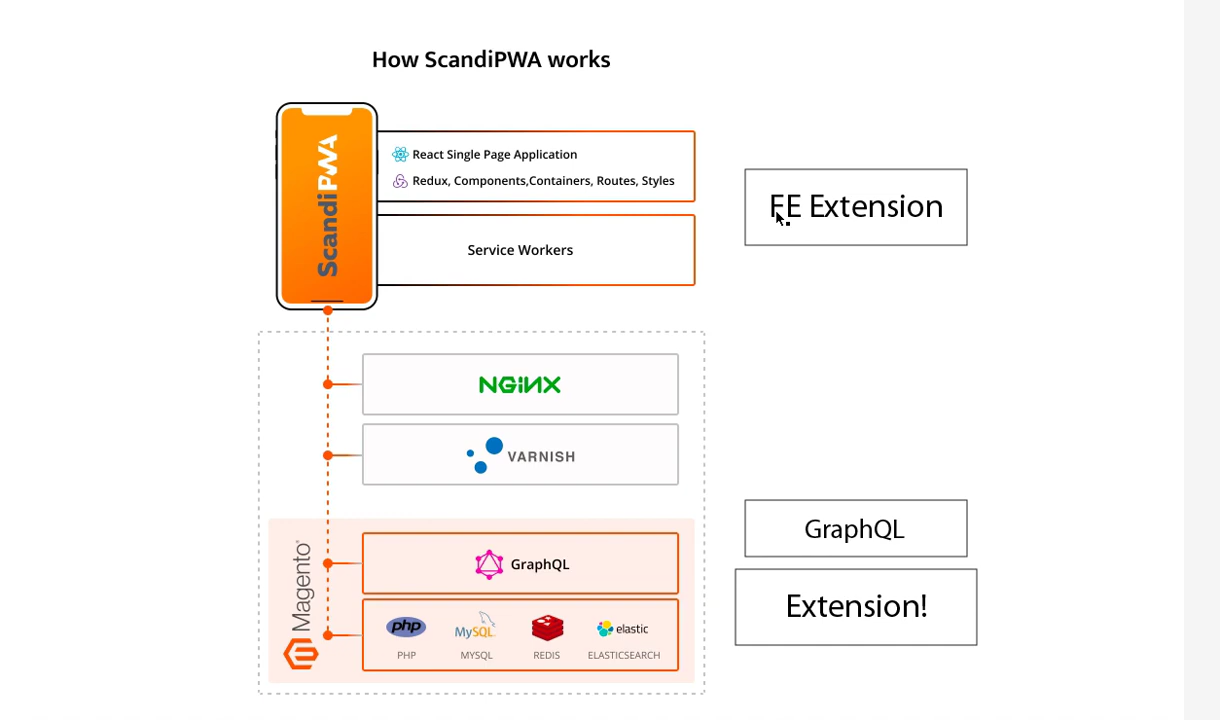 How ScandiPWA works
ScandiPWA
React Single Page Application
Redux, Components,Containers, Routes, Styles
Service Workers
FE Extension
NGINX
VARNISH
Magento®
GraphQL
php
MySQL
elastic
PHP
MYSQL
REDIS
ELASTICSEARCH
GraphQL
Extension!